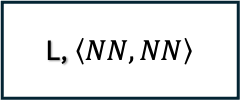 L, ⟨NN, NN⟩